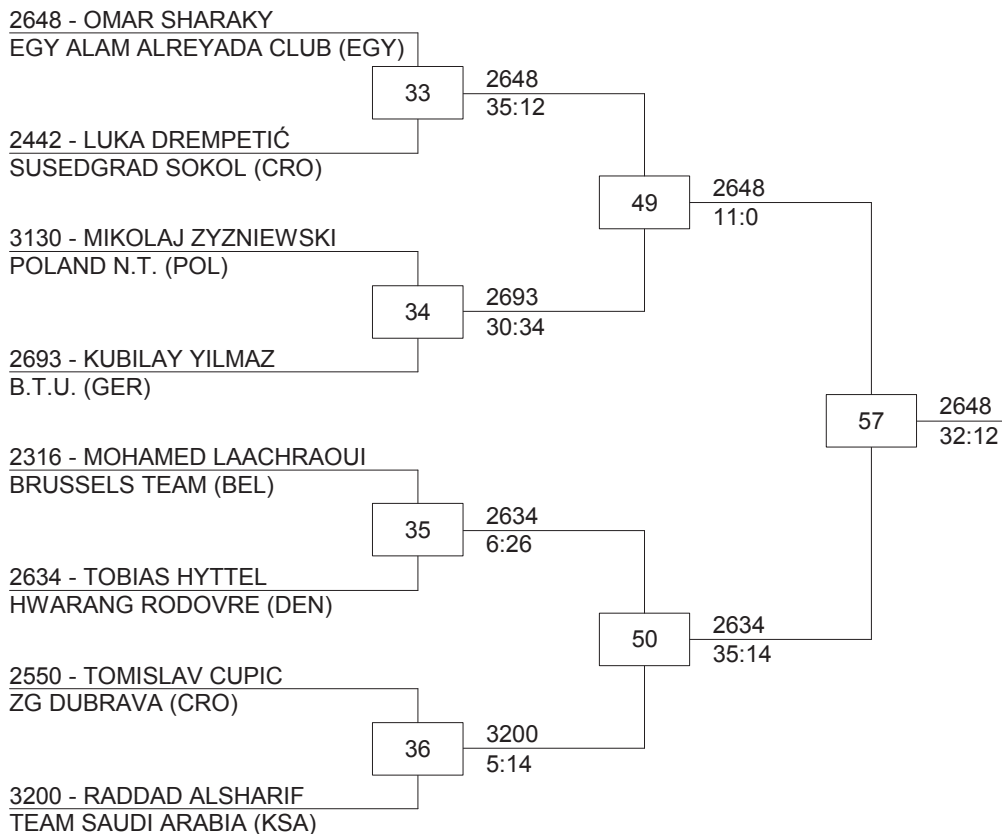 2648 - OMAR SHARAKY
EGY ALAM ALREYADA CLUB (EGY)
33
2648
35:12
2442 - LUKA DREMPETIĆ
SUSEDGRAD SOKOL (CRO)
49
2648
11:0
3130 - MIKOLAJ ZYZNIEWSKI
POLAND N.T. (POL)
34
2693
30:34
2693 - KUBILAY YILMAZ
B.T.U. (GER)
57
2648
32:12
2316 - MOHAMED LAACHRAOUI
BRUSSELS TEAM (BEL)
35
2634
6:26
2634 - TOBIAS HYTTEL
HWARANG RODOVRE (DEN)
50
2634
35:14
2550 - TOMISLAV CUPIC
ZG DUBRAVA (CRO)
36
3200
5:14
3200 - RADDAD ALSHARIF
TEAM SAUDI ARABIA (KSA)